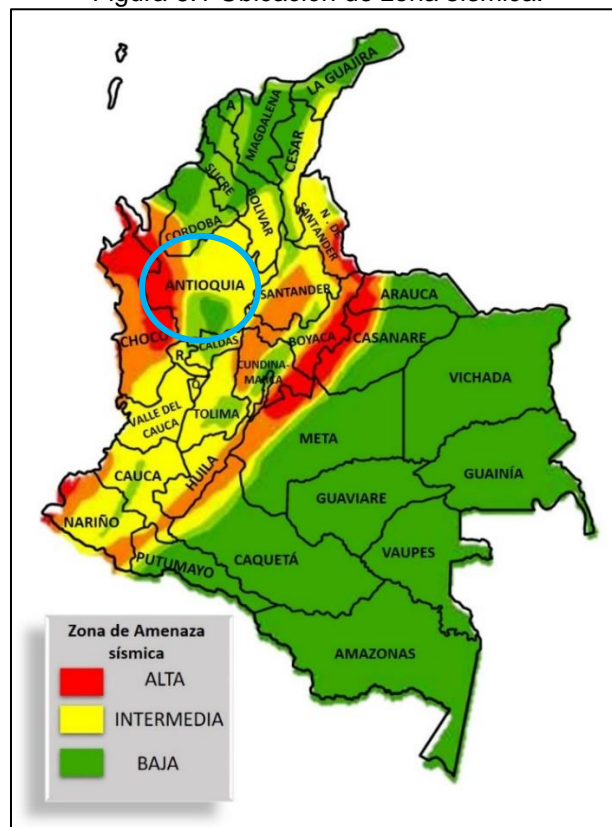 Figura 3.1 Ubicación de zona sísmica.
LA GUAJIRA
A
MAGDALENA
CESAR
SUCRE
BOLIVAR
CORDOBA
N. DE
SANTANDER
ANTIOQUIA
SANTANDER
ARAUCA
CHOCO
CALDAS
BOYACA
CASANARE
R
CUNDINA-
MARCA
VICHADA
Q
VALLE DEL
CAUCA
TOLIMA
META
HUILA
GUAINÍA
CAUCA
GUAVIARE
NARIÑO
VAUPES
CAQUETÁ
PUTUMAYO
AMAZONAS
Zona de Amenaza
sísmica
ALTA
INTERMEDIA
BAJA